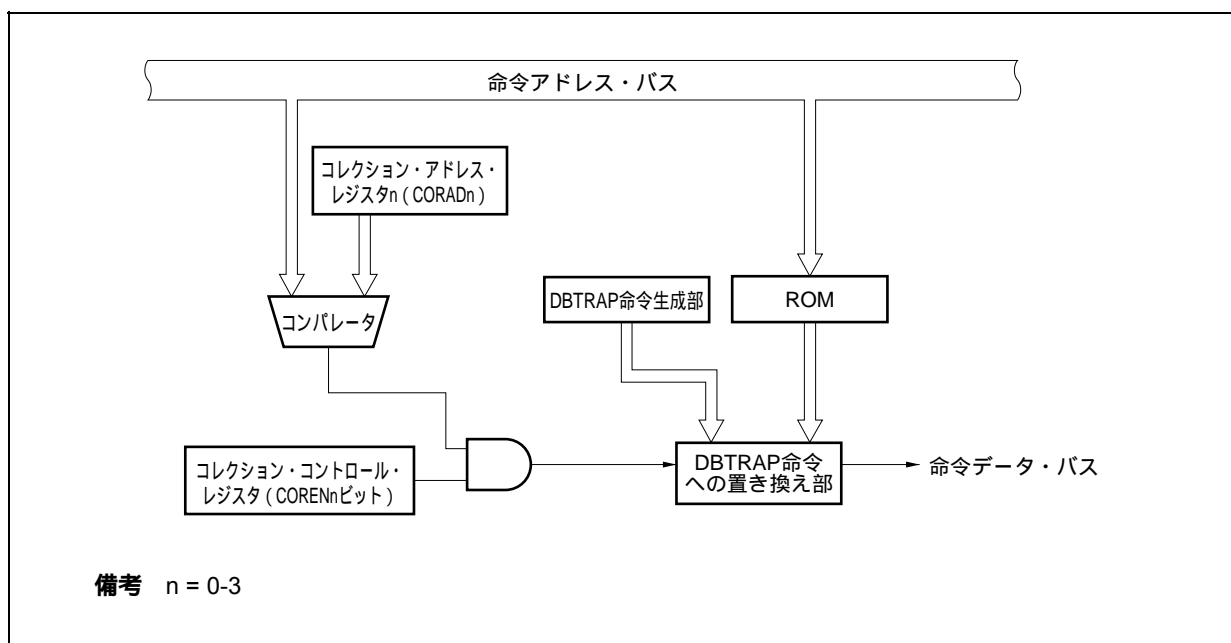 命令アドレス・バス
コレクション・アドレス・
レジスタn（CORADn）
コンパレータ
DBTRAP命令生成部
ROM
コレクション・コントロール・
レジスタ（CORENnビット）
DBTRAP命令
への置き換え部
命令データ・バス
備考 n = 0-3